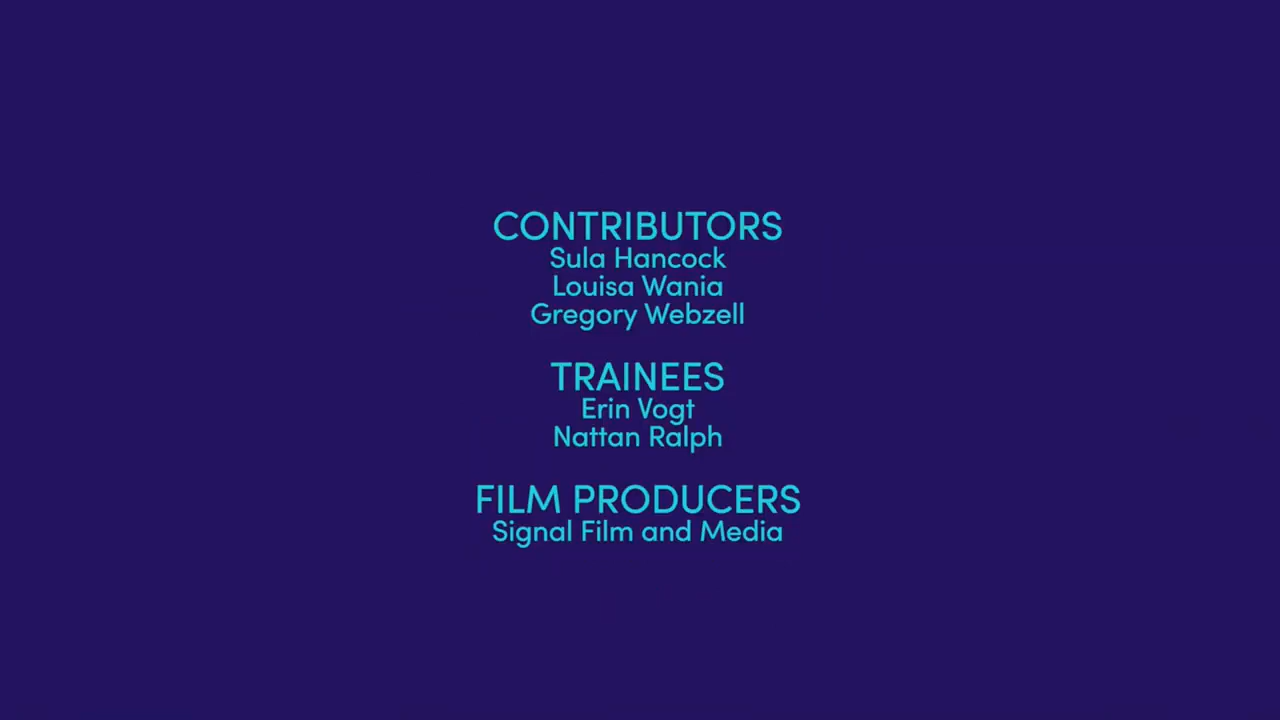 CONTRIBUTORS
Sula Hancock
Louisa Wania
Gregory Webzell
TRAINEES
Erin Vogt
Nattan Ralph
FILM PRODUCERS
Signal Film and Media